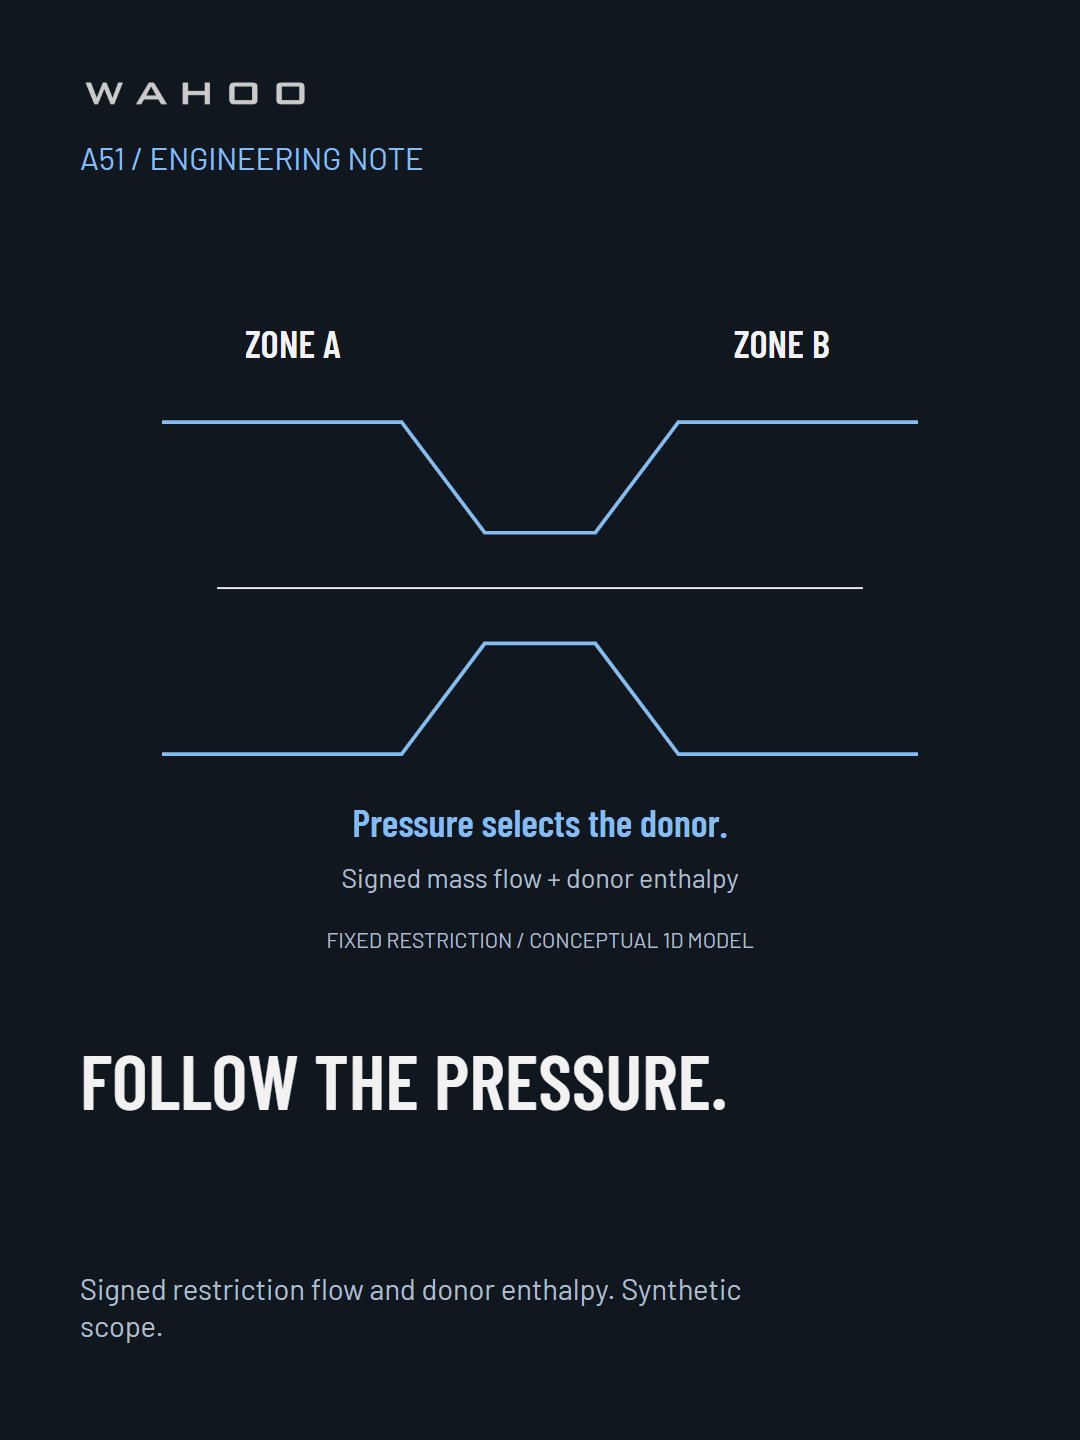 WAHOO
A51 / ENGINEERING NOTE
ZONE A
ZONE B
Pressure selects the donor.
Signed mass flow + donor enthalpy
FIXED RESTRICTION / CONCEPTUAL 1D MODEL
FOLLOW THE PRESSURE.
Signed restriction flow and donor enthalpy. Synthetic
scope.